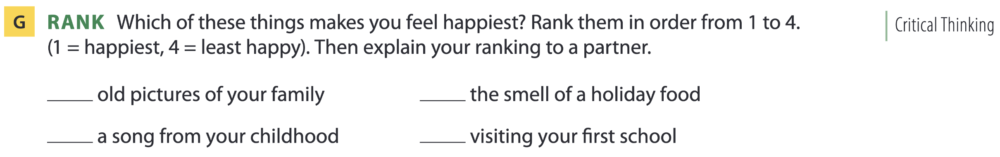 G RANK Which of these things makes you feel happiest? Rank them in order from 1 to 4.
(1 = happiest, 4 = least happy). Then explain your ranking to a partner.
Critical Thinking
_____ old pictures of your family
_____ the smell of a holiday food
_____ a song from your childhood
_____ visiting your first school